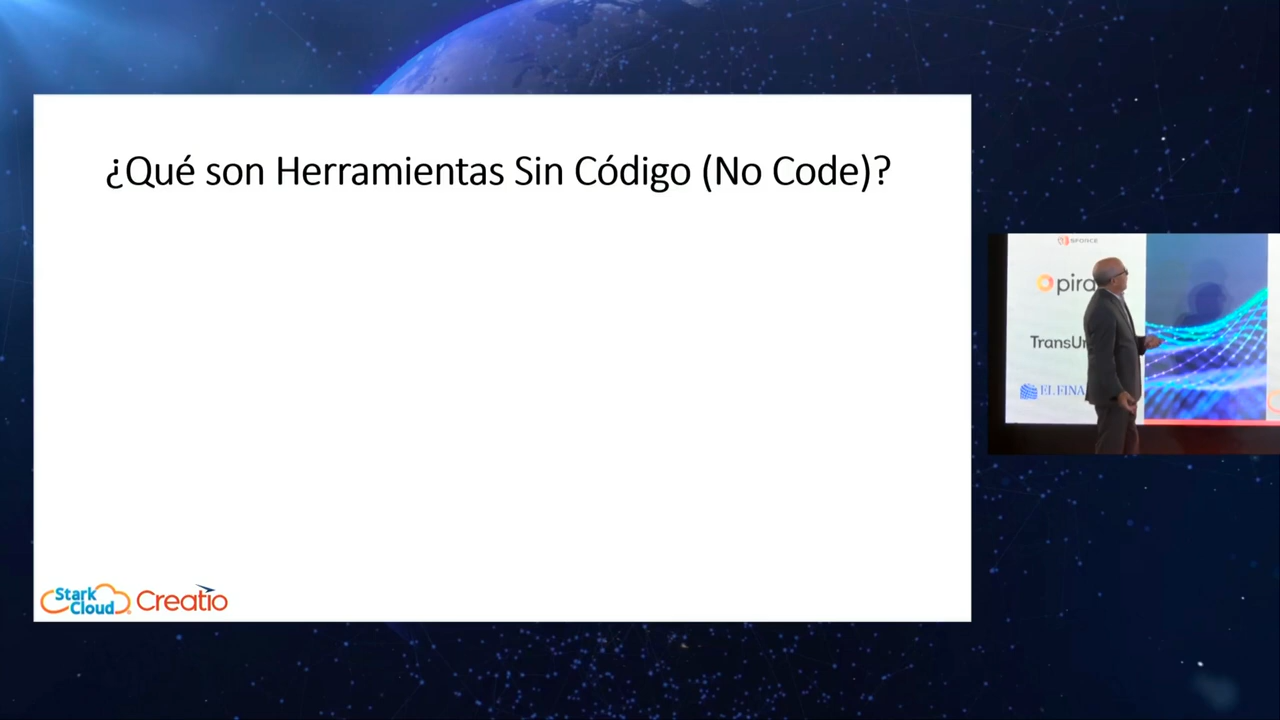 ¿Qué son Herramientas Sin Código (No Code)?
Stark
Cloud
Creatio
pira
TransUn
EL FINA